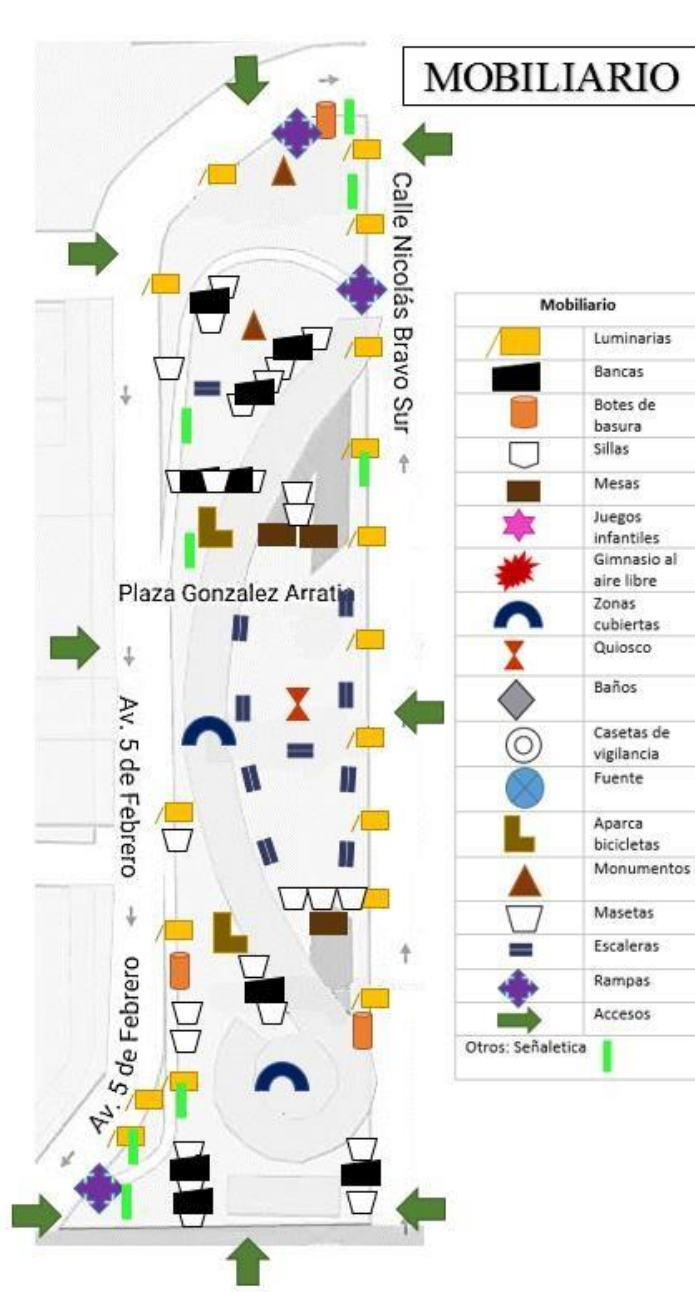 MOBILIARIO
Calle Nicolás Bravo Sur
Plaza Gonzalez Arratia
Av. 5 de Febrero
Av. 5 de Febrero
Mobiliario
Luminarias
Bancas
Botes de
basura
Sillas
Mesas
Juegos
infantiles
Gimnasio al
aire libre
Zonas
cubiertas
Quiosco
Baños
Casetas de
vigilancia
Fuente
Aparca
bicicletas
Monumentos
Masetas
Escaleras
Rampas
Accesos
Otros: Señaletica